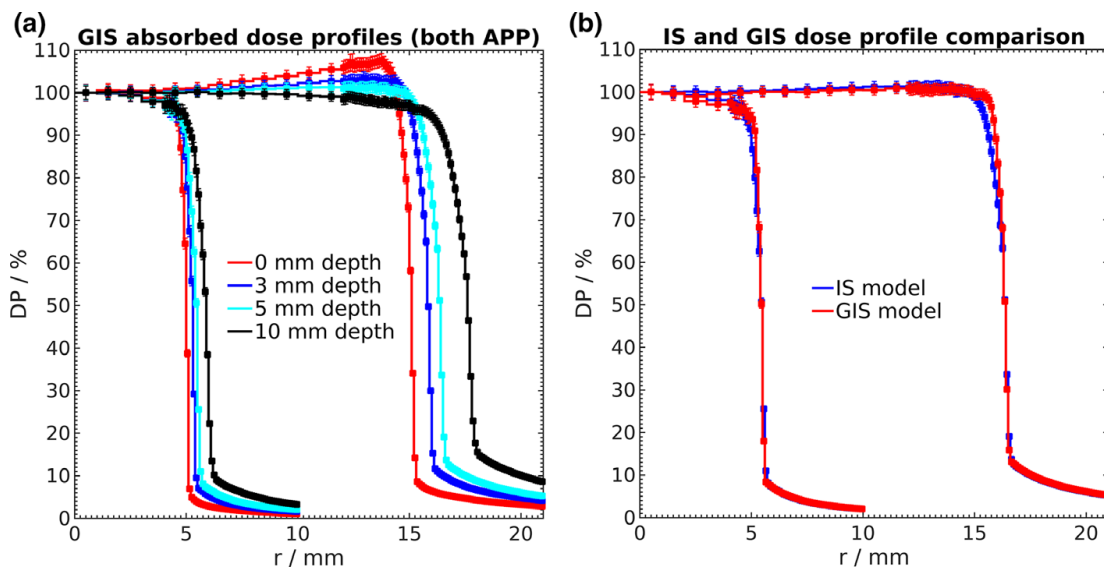 (a)
GIS absorbed dose profiles (both APP)
110
100
90
80
70
60
50
40
30
20
10
0
DP / %
0 mm depth
3 mm depth
5 mm depth
10 mm depth
0
5
10
15
20
r / mm
(b)
IS and GIS dose profile comparison
110
100
90
80
70
60
50
40
30
20
10
0
DP / %
IS model
GIS model
0
5
10
15
20
r / mm